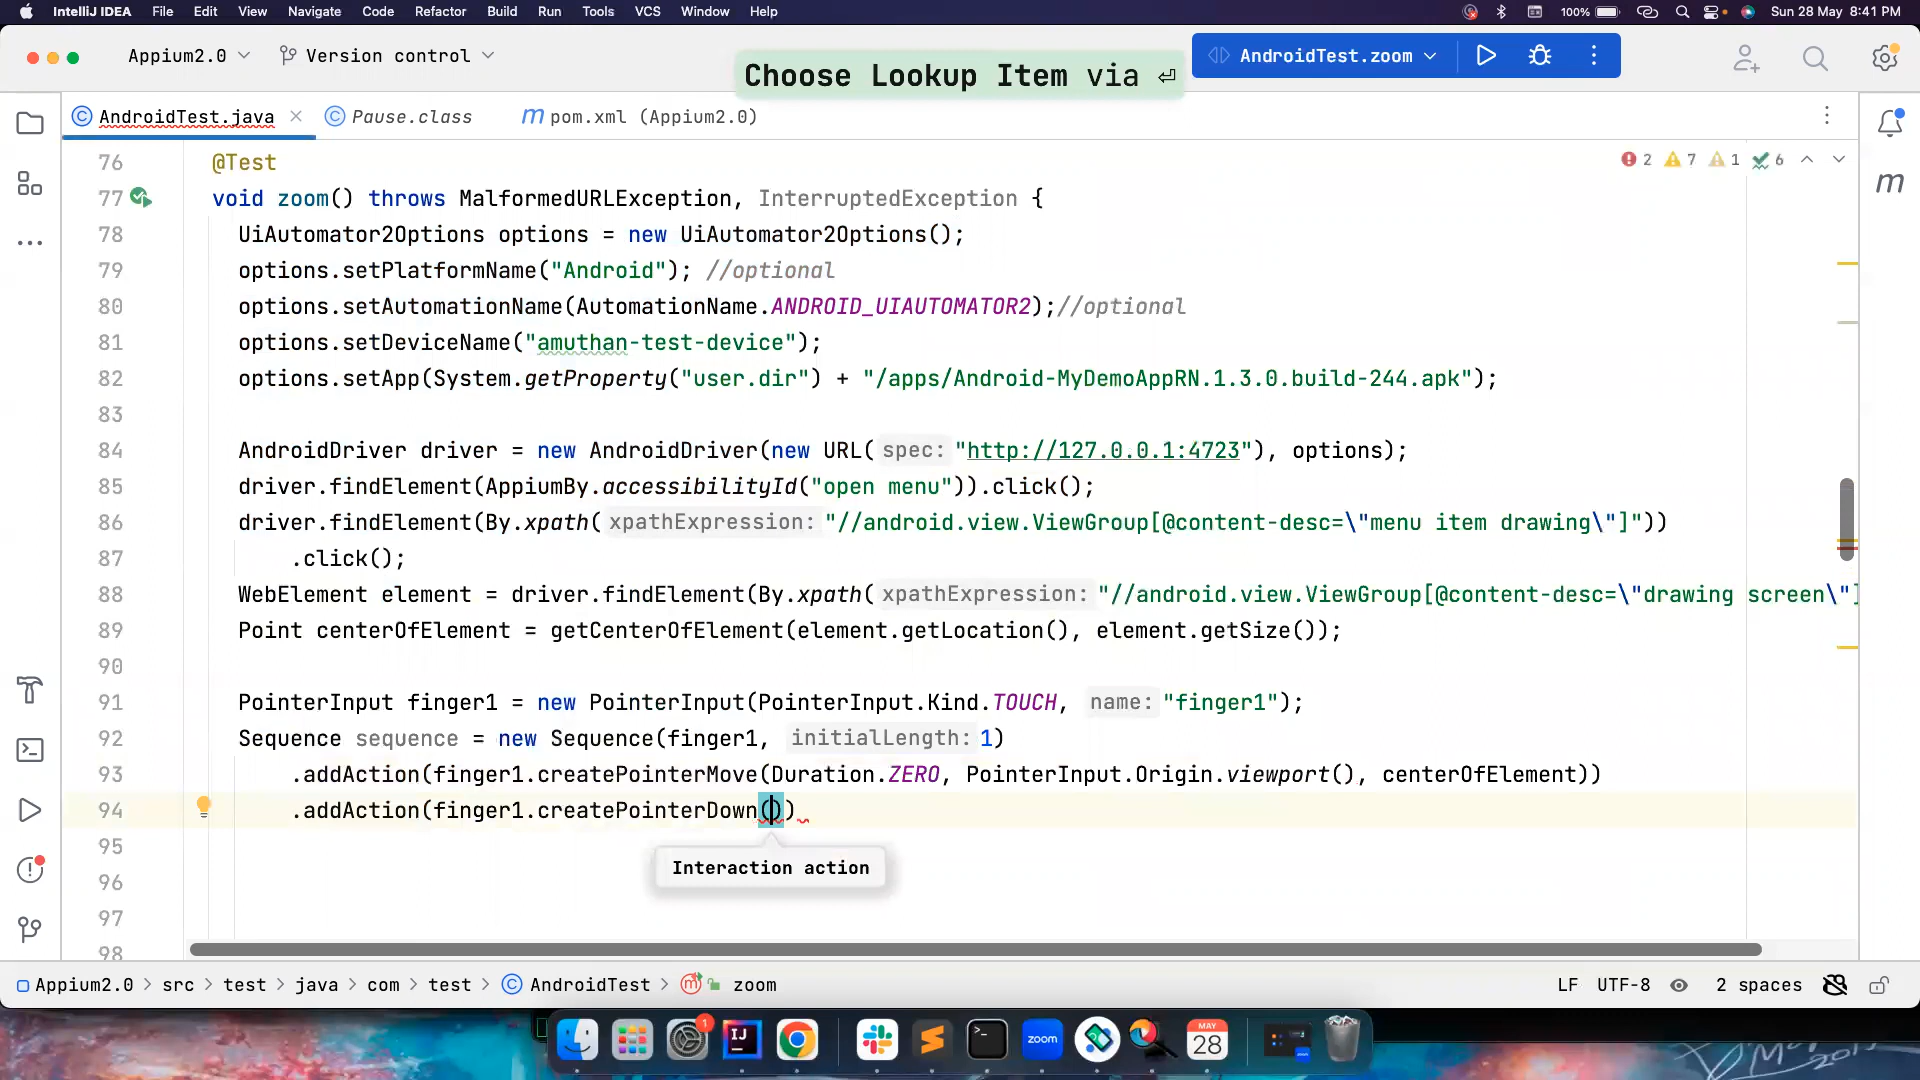 IntelliJ IDEA File Edit View Navigate Code Refactor Build Run Tools VCS Window Help 100% Sun 28 May 8:41 PM
Appium2.0 Version control Choose Lookup Item via ⏎ AndroidTest.zoom
AndroidTest.java Pause.class pom.xml (Appium2.0)
76 @Test 2 7 1 6
77 void zoom() throws MalformedURLException, InterruptedException {
78 UiAutomator2Options options = new UiAutomator2Options();
79 options.setPlatformName("Android"); //optional
80 options.setAutomationName(AutomationName.ANDROID_UIAUTOMATOR2);//optional
81 options.setDeviceName("amuthan-test-device");
82 options.setApp(System.getProperty("user.dir") + "/apps/Android-MyDemoAppRN.1.3.0.build-244.apk");
83
84 AndroidDriver driver = new AndroidDriver(new URL( spec: "http://127.0.0.1:4723"), options);
85 driver.findElement(AppiumBy.accessibilityId("open menu")).click();
86 driver.findElement(By.xpath( xpathExpression: "//android.view.ViewGroup[@content-desc=\"menu item drawing\"]"))
87 .click();
88 WebElement element = driver.findElement(By.xpath( xpathExpression: "//android.view.ViewGroup[@content-desc=\"drawing screen\"]
89 Point centerOfElement = getCenterOfElement(element.getLocation(), element.getSize());
90
91 PointerInput finger1 = new PointerInput(PointerInput.Kind.TOUCH, name: "finger1");
92 Sequence sequence = new Sequence(finger1, initialLength: 1)
93 .addAction(finger1.createPointerMove(Duration.ZERO, PointerInput.Origin.viewport(), centerOfElement))
94 .addAction(finger1.createPointerDown())
95
Interaction action
96
97
98
Appium2.0 > src > test > java > com > test > AndroidTest > zoom LF UTF-8 2 spaces
1 IJ zoom MAY
28